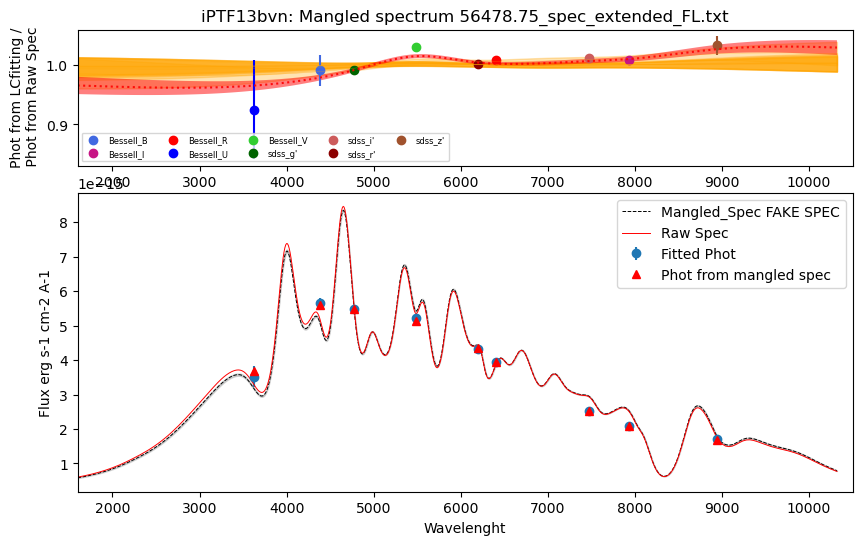 iPTF13bvn: Mangled spectrum 56478.75_spec_extended_FL.txt
Phot from LCfitting /
Phot from Raw Spec
1.0
0.9
Bessell_B
Bessell_I
Bessell_R
Bessell_U
Bessell_V
sdss_g'
sdss_i'
sdss_r'
sdss_z'
2000 3000 4000 5000 6000 7000 8000 9000 10000
1e−15
Flux erg s-1 cm-2 A-1
8
7
6
5
4
3
2
1
Mangled_Spec FAKE SPEC
Raw Spec
Fitted Phot
Phot from mangled spec
2000 3000 4000 5000 6000 7000 8000 9000 10000
Wavelenght